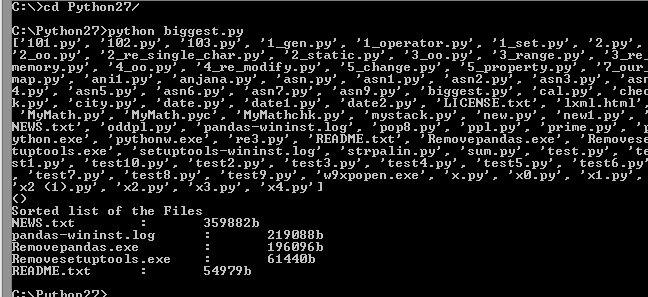 C:\>cd Python27/
C:\Python27>python biggest.py
['101.py', '102.py', '103.py', '1_gen.py', '1_operator.py', '1_set.py', '2.py',
'2_oo.py', '2_re_single_char.py', '2_static.py', '3_oo.py', '3_range.py', '3_re_
memory.py', '4_oo.py', '4_re_modify.py', '5_change.py', '5_property.py', '7_our_
map.py', 'ani1.py', 'anjana.py', 'asn.py', 'asn1.py', 'asn2.py', 'asn3.py', 'asn
4.py', 'asn5.py', 'asn6.py', 'asn7.py', 'asn9.py', 'biggest.py', 'cal.py', 'chec
k.py', 'city.py', 'date.py', 'date1.py', 'date2.py', 'LICENSE.txt', 'lxml.html',
'MyMath.py', 'MyMath.pyc', 'MyMathchk.py', 'mystack.py', 'new.py', 'new1.py', '
NEWS.txt', 'oddpl.py', 'pandas-wininst.log', 'pop8.py', 'ppl.py', 'prime.py', 'p
ython.exe', 'pythonw.exe', 're3.py', 'README.txt', 'Removepandas.exe', 'Removese
tuptools.exe', 'setuptools-wininst.log', 'strpalin.py', 'sum.py', 'test.py', 'te
st1.py', 'test10.py', 'test2.py', 'test3.py', 'test4.py', 'test5.py', 'test6.py'
, 'test7.py', 'test8.py', 'test9.py', 'w9xpopen.exe', 'x.py', 'x0.py', 'x1.py',
'x2 (1).py', 'x2.py', 'x3.py', 'x4.py']
()
Sorted list of the Files
NEWS.txt : 359882b
pandas-wininst.log : 219088b
Removepandas.exe : 196096b
Removesetuptools.exe : 61440b
README.txt : 54979b
C:\Python27>